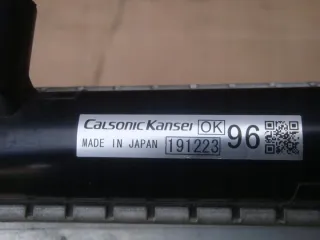 CalsonicKansei OK 96
MADE IN JAPAN 191223